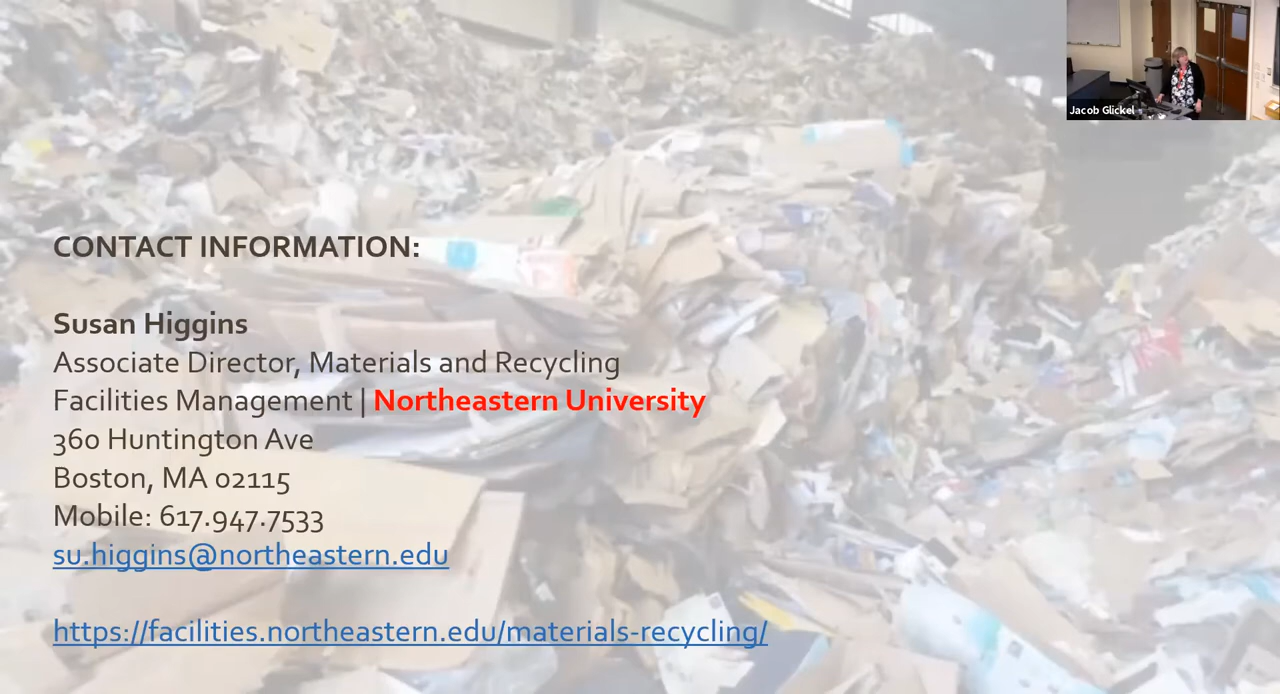 Jacob Glickel
CONTACT INFORMATION:
Susan Higgins
Associate Director, Materials and Recycling
Facilities Management | Northeastern University
360 Huntington Ave
Boston, MA 02115
Mobile: 617.947.7533
su.higgins@northeastern.edu
https://facilities.northeastern.edu/materials-recycling/